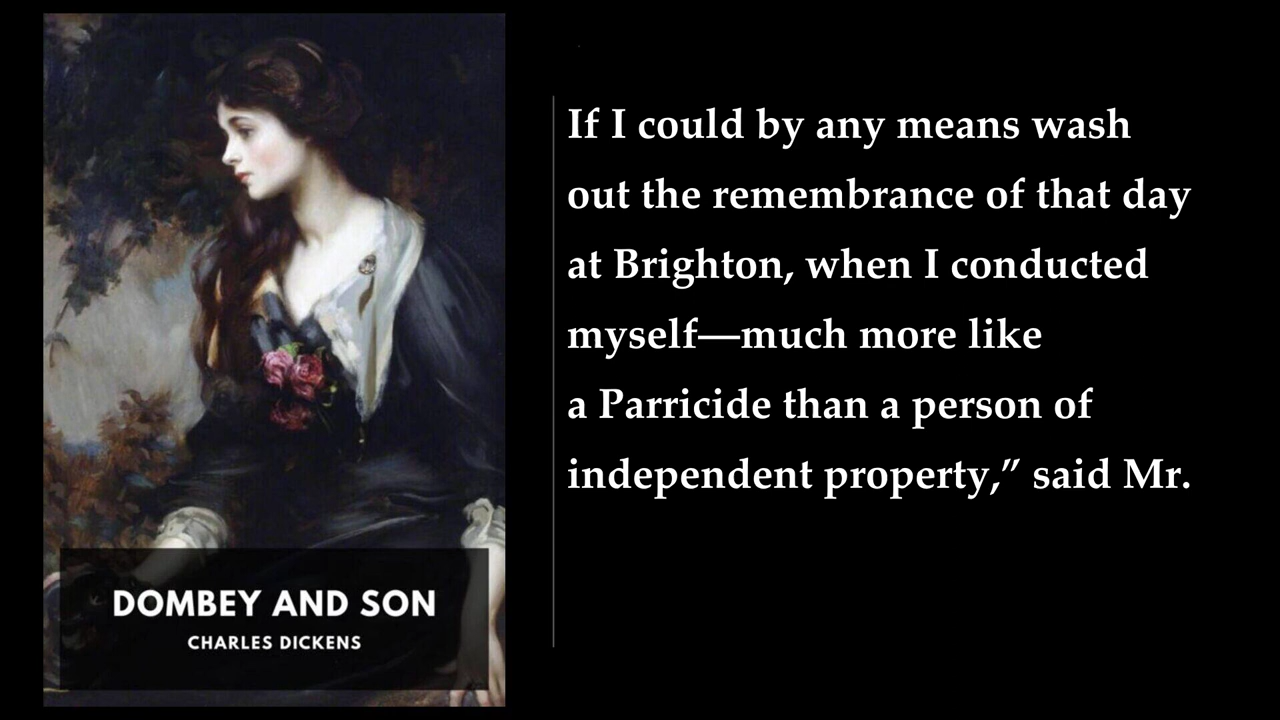 DOMBEY AND SON
CHARLES DICKENS
If I could by any means wash
out the remembrance of that day
at Brighton, when I conducted
myself—much more like
a Parricide than a person of
independent property,” said Mr.